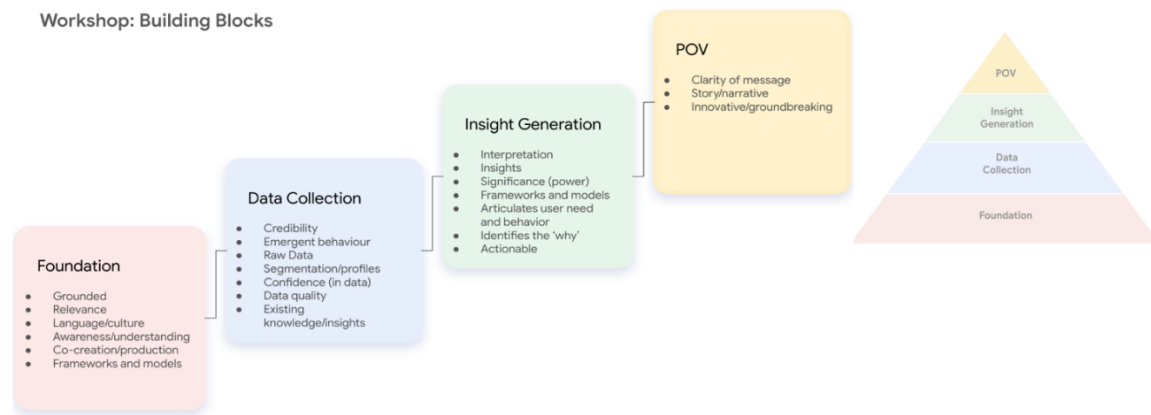 Workshop: Building Blocks
Foundation
● Grounded
● Relevance
● Language/culture
● Awareness/understanding
● Co-creation/production
● Frameworks and models
Data Collection
● Credibility
● Emergent behaviour
● Raw Data
● Segmentation/profiles
● Confidence (in data)
● Data quality
● Existing
knowledge/insights
Insight Generation
● Interpretation
● Insights
● Significance (power)
● Frameworks and models
● Articulates user need
and behavior
● Identifies the ‘why’
● Actionable
POV
● Clarity of message
● Story/narrative
● Innovative/groundbreaking
POV
Insight
Generation
Data
Collection
Foundation